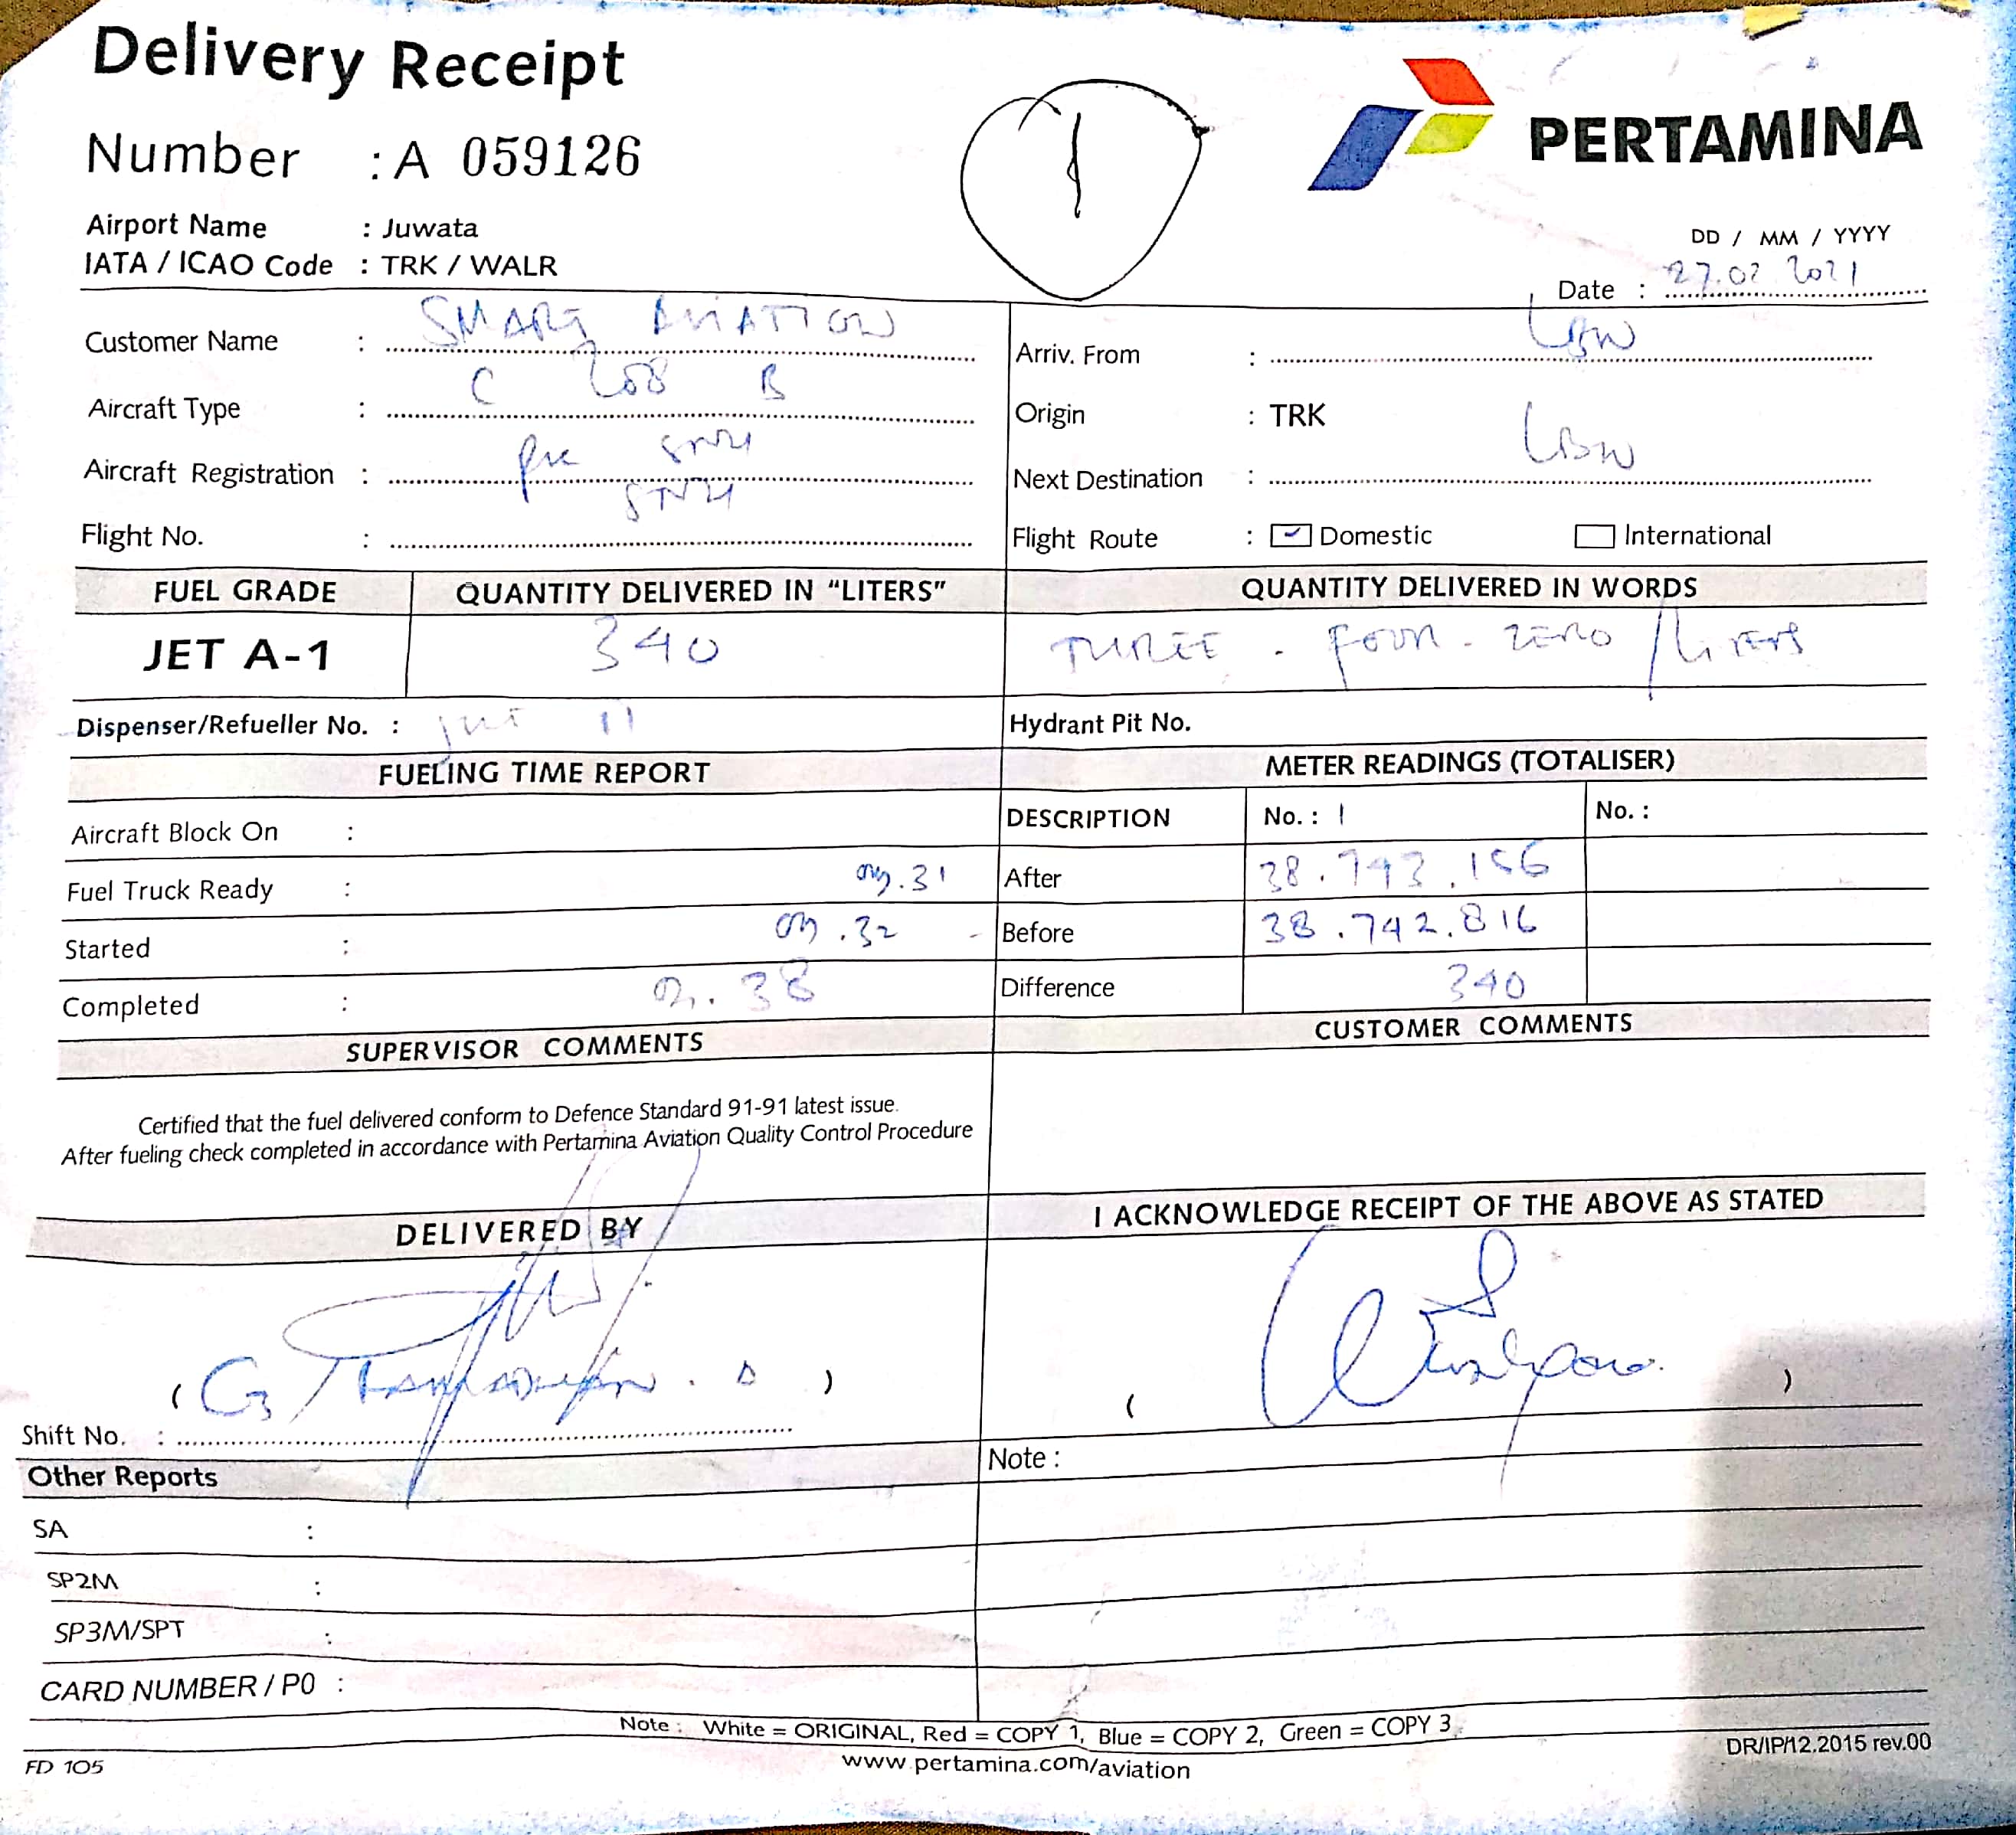 Delivery Receipt
Number : A 059126
1
PERTAMINA
Airport Name : Juwata
IATA / ICAO Code : TRK / WALR
DD / MM / YYYY
Date : 27.02 2021
Customer Name : SMART AVIATION
Arriv. From : LBW
Aircraft Type : C 208 B
Origin : TRK
Aircraft Registration : PK
Next Destination : LBW
Flight No. :
Flight Route : Domestic International
FUEL GRADE QUANTITY DELIVERED IN “LITERS” QUANTITY DELIVERED IN WORDS
JET A-1 340 THREE - FOUR - ZERO / LITERS
Dispenser/Refueller No. : 11
Hydrant Pit No.
FUELING TIME REPORT METER READINGS (TOTALISER)
Aircraft Block On :
DESCRIPTION No. : 1 No. :
Fuel Truck Ready : .31
After 38.743.156
Started : .32
Before 38.742.816
Completed : .38
Difference 340
SUPERVISOR COMMENTS CUSTOMER COMMENTS
Certified that the fuel delivered conform to Defence Standard 91-91 latest issue.
After fueling check completed in accordance with Pertamina Aviation Quality Control Procedure
DELIVERED BY I ACKNOWLEDGE RECEIPT OF THE ABOVE AS STATED
( )
( )
Shift No. :
Note :
Other Reports
SA :
SP2M :
SP3M/SPT :
CARD NUMBER / P0 :
Note : White = ORIGINAL, Red = COPY 1, Blue = COPY 2, Green = COPY 3
www.pertamina.com/aviation
FD 105
DR/IP/12.2015 rev.00